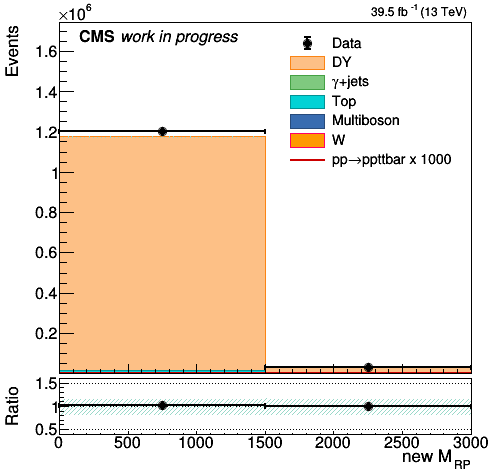 ×10^6
39.5 fb^-1 (13 TeV)
Events
CMS work in progress
Data
DY
γ+jets
Top
Multiboson
W
pp→ppttbar x 1000
1.6
1.4
1.2
1
0.8
0.6
0.4
0.2
Ratio
1.5
1
0.5
0 500 1000 1500 2000 2500 3000
new M_RP